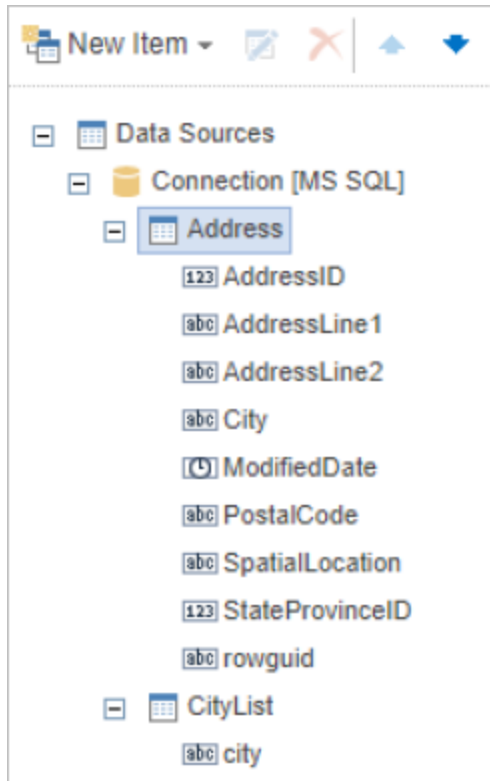 New Item
Data Sources
Connection [MS SQL]
Address
123 AddressID
abc AddressLine1
abc AddressLine2
abc City
ModifiedDate
abc PostalCode
abc SpatialLocation
123 StateProvinceID
abc rowguid
CityList
abc city